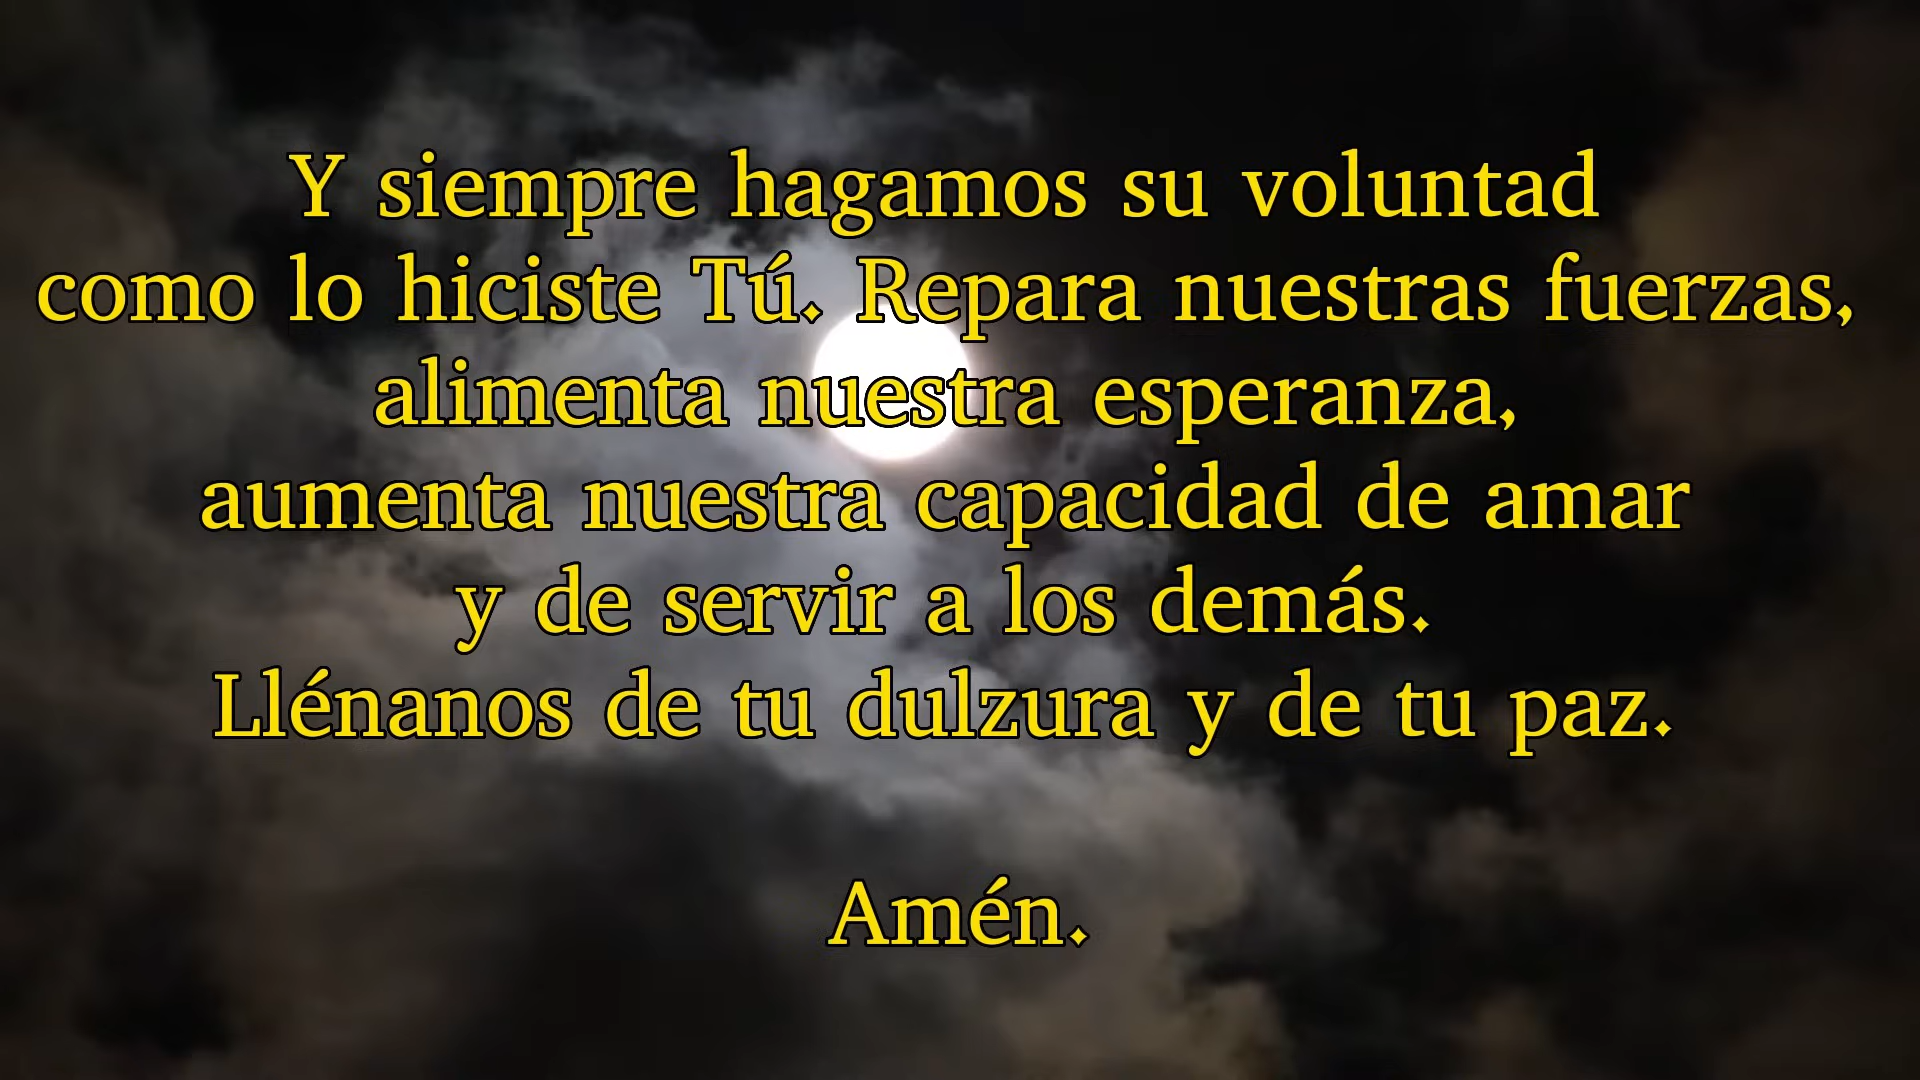 Y siempre hagamos su voluntad
como lo hiciste Tú. Repara nuestras fuerzas,
alimenta nuestra esperanza,
aumenta nuestra capacidad de amar
y de servir a los demás.
Llénanos de tu dulzura y de tu paz.
Amén.